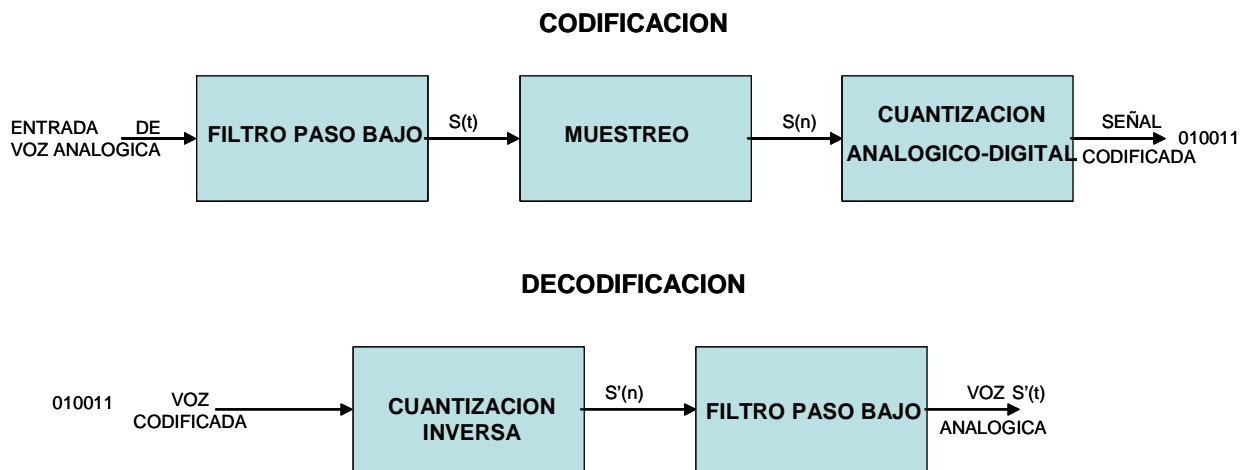 CODIFICACION
ENTRADA DE
VOZ ANALOGICA
FILTRO PASO BAJO
S(t)
MUESTREO
S(n)
CUANTIZACION
ANALOGICO-DIGITAL
SEÑAL
CODIFICADA
010011
DECODIFICACION
010011
VOZ
CODIFICADA
CUANTIZACION
INVERSA
S'(n)
FILTRO PASO BAJO
VOZ S'(t)
ANALOGICA